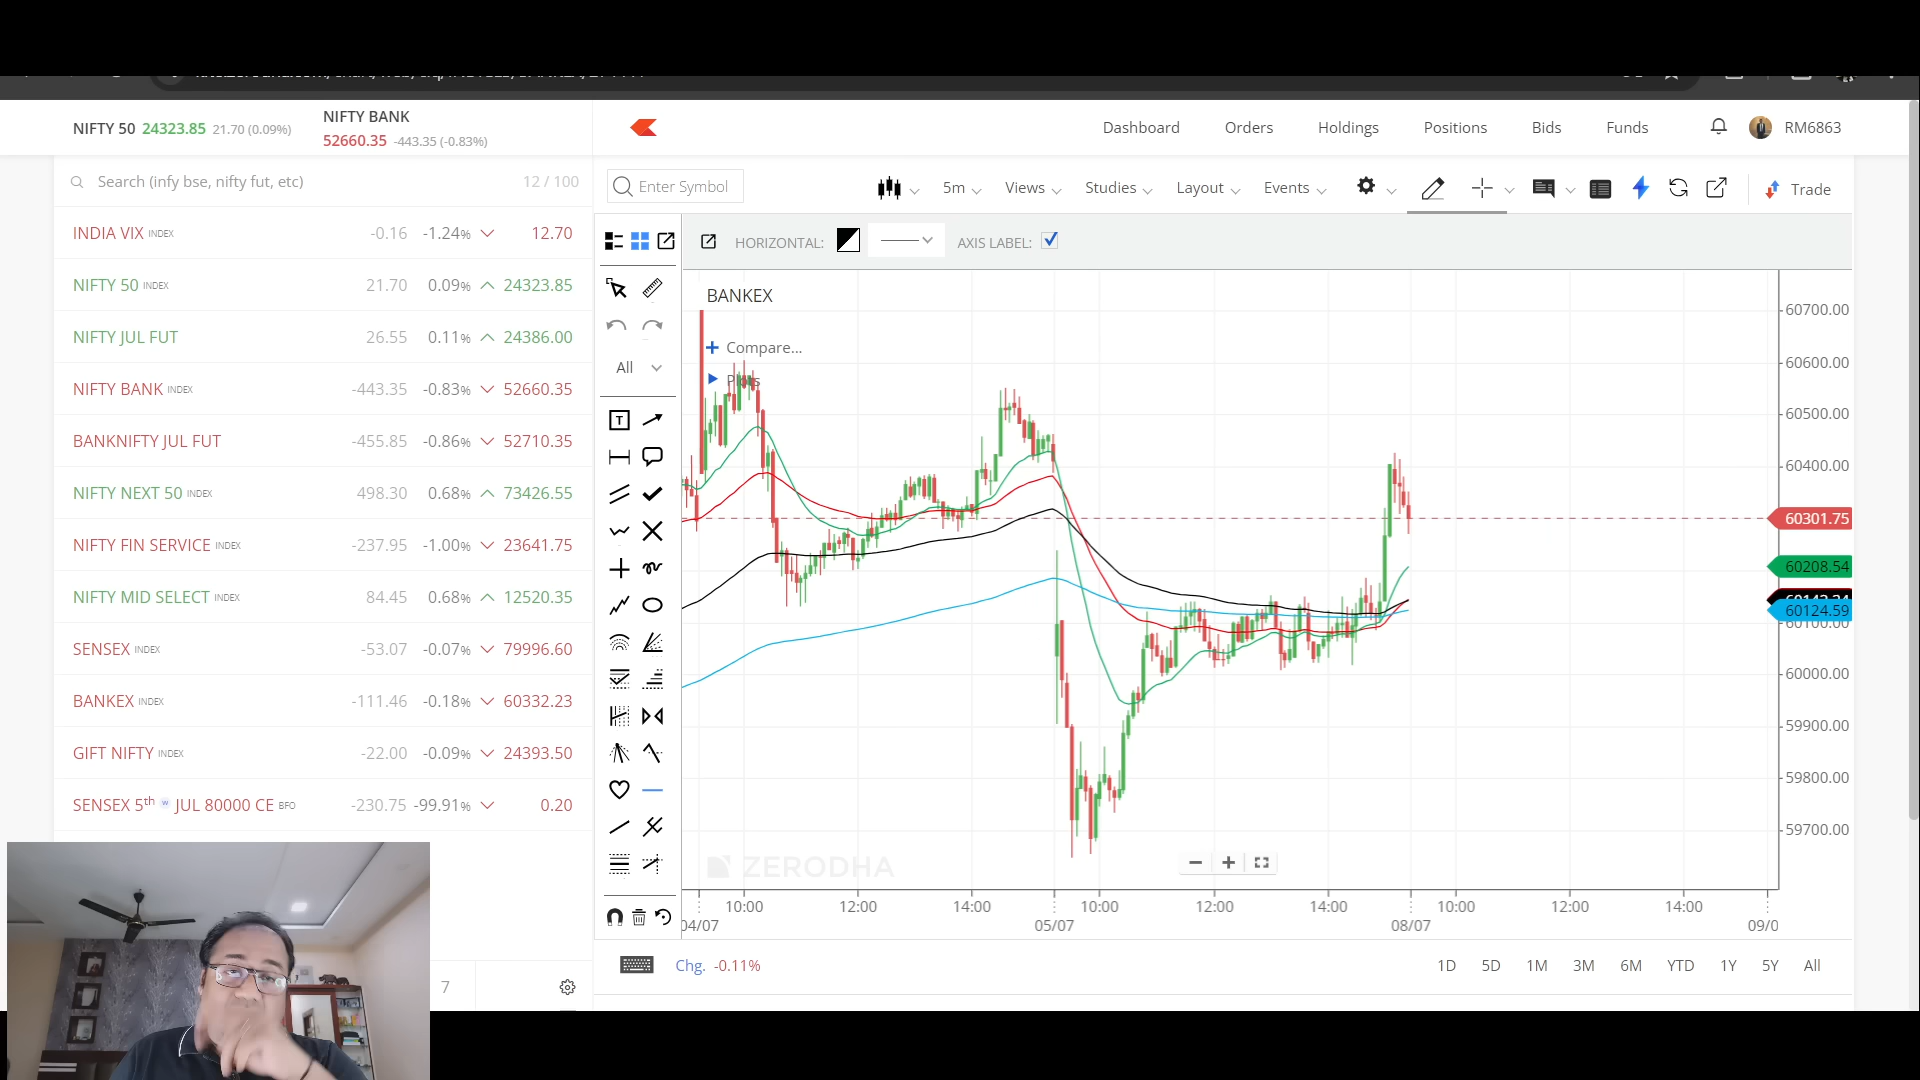 NIFTY 50 24323.85 21.70 (0.09%)
NIFTY BANK
52660.35 -443.35 (-0.83%)
Dashboard Orders Holdings Positions Bids Funds RM6863
Search (infy bse, nifty fut, etc) 12 / 100
Enter Symbol 5m Views Studies Layout Events Trade
INDIA VIX INDEX -0.16 -1.24% 12.70
NIFTY 50 INDEX 21.70 0.09% 24323.85
NIFTY JUL FUT 26.55 0.11% 24386.00
NIFTY BANK INDEX -443.35 -0.83% 52660.35
BANKNIFTY JUL FUT -455.85 -0.86% 52710.35
NIFTY NEXT 50 INDEX 498.30 0.68% 73426.55
NIFTY FIN SERVICE INDEX -237.95 -1.00% 23641.75
NIFTY MID SELECT INDEX 84.45 0.68% 12520.35
SENSEX INDEX -53.07 -0.07% 79996.60
BANKEX INDEX -111.46 -0.18% 60332.23
GIFT NIFTY INDEX -22.00 -0.09% 24393.50
SENSEX 5th w JUL 80000 CE BFO -230.75 -99.91% 0.20
7
HORIZONTAL: AXIS LABEL:
All
T
BANKEX
Compare...
Plots
60700.00
60600.00
60500.00
60400.00
60301.75
60208.54
60124.59
60100.00
60000.00
59900.00
59800.00
59700.00
ZERODHA
10:00 12:00 14:00 10:00 12:00 14:00 10:00 12:00 14:00
04/07 05/07 08/07 09/0
Chg. -0.11% 1D 5D 1M 3M 6M YTD 1Y 5Y All